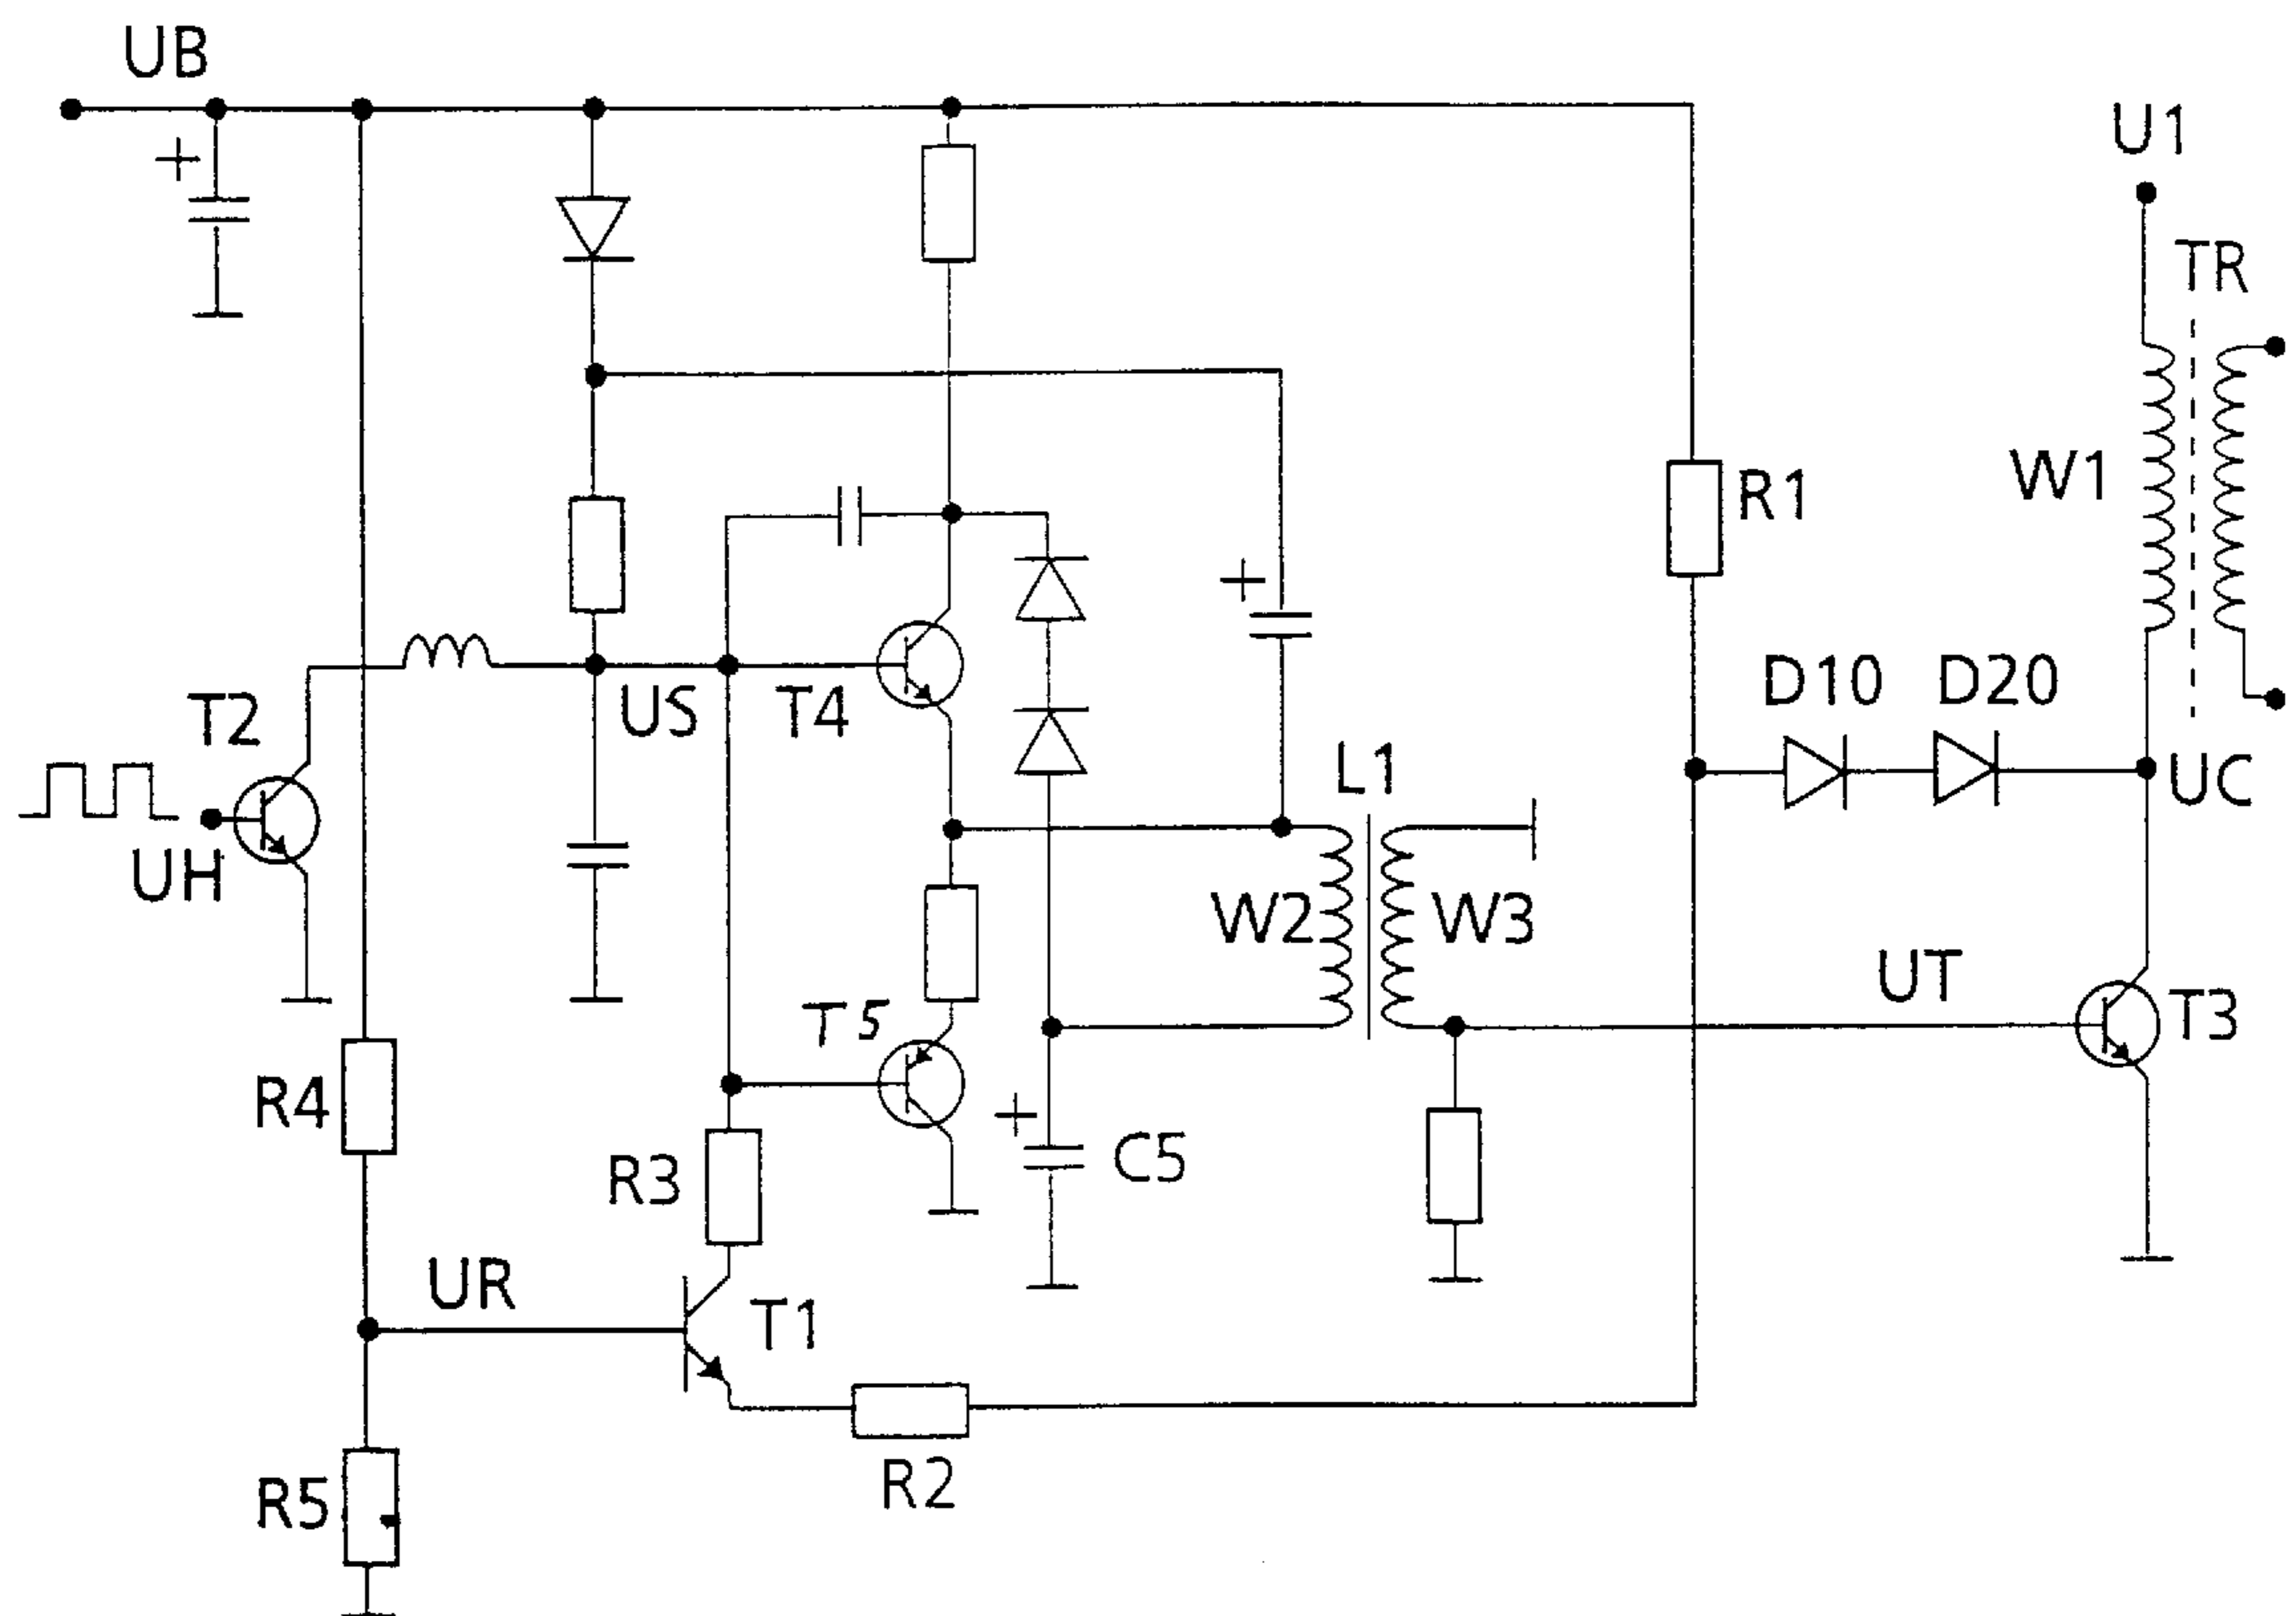 UB
U1
TR
+
R1
W1
+
D10
D20
T2
US
T4
L1
UC
UH
W2
W3
UT
T5
T3
+
R4
C5
R3
UR
T1
R5
R2